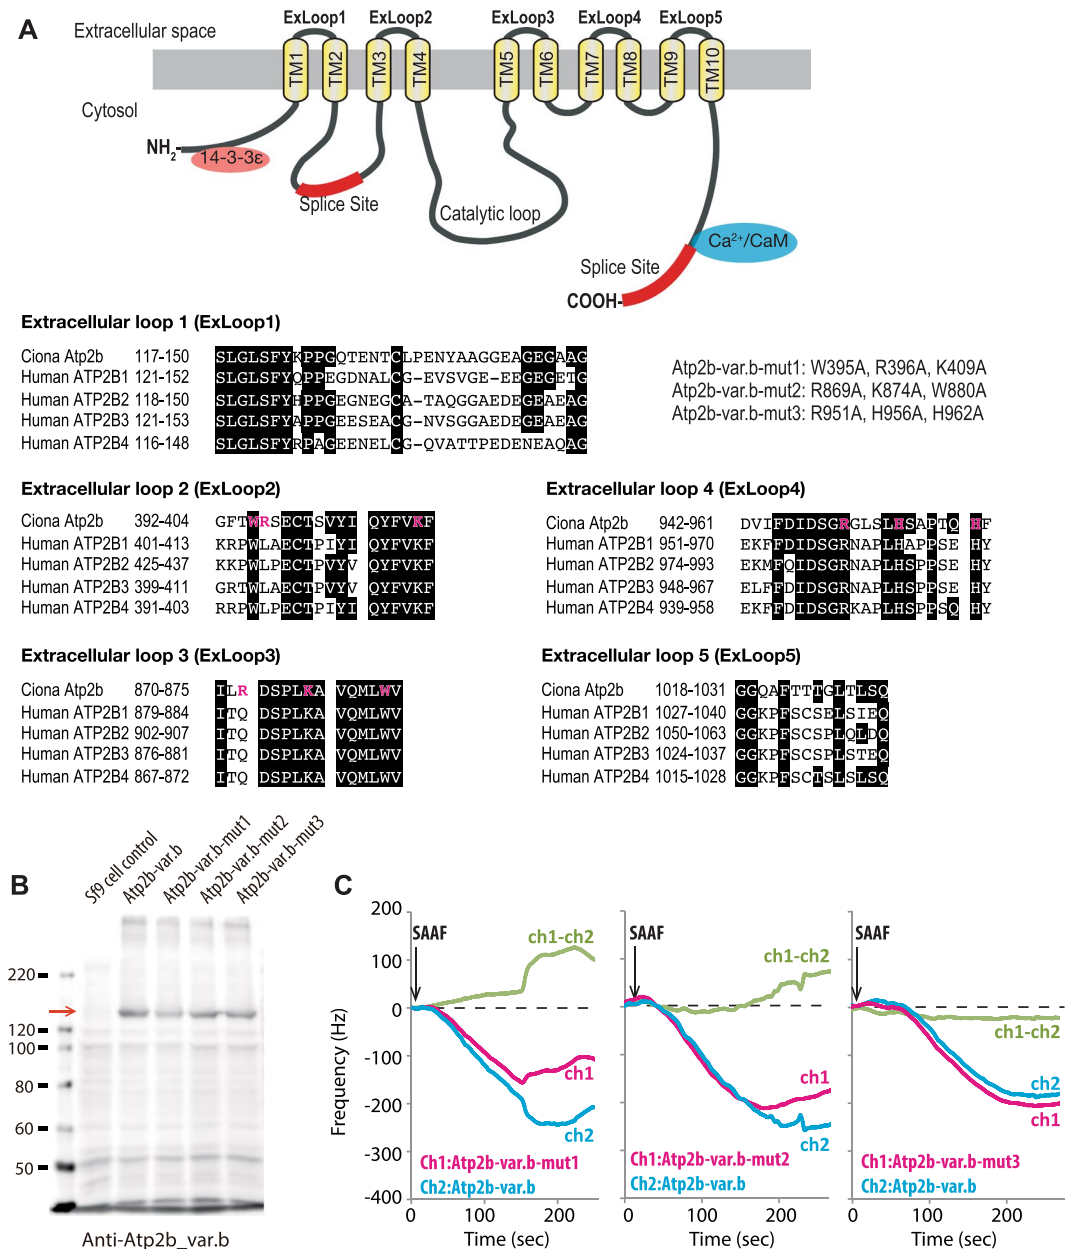 A
Extracellular space
ExLoop1 ExLoop2 ExLoop3 ExLoop4 ExLoop5
TM1 TM2 TM3 TM4 TM5 TM6 TM7 TM8 TM9 TM10
Cytosol
NH2-
14-3-3ε
Splice Site
Catalytic loop
Ca2+/CaM
Splice Site
COOH-
Extracellular loop 1 (ExLoop1)
Ciona Atp2b 117-150 SLGLSFYKPPGQTENTCLPENYAAGGEAGEGAAG
Human ATP2B1 121-152 SLGLSFYQPPEGDNALCG-EVSVGE-EEGEGETG
Human ATP2B2 118-150 SLGLSFYHPPGEGNEGCA-TAQGGAEDEGEAEAG
Human ATP2B3 121-153 SLGLSFYAPPGEESEACG-NVSGGAEDEGEAEAG
Human ATP2B4 116-148 SLGLSFYRPAGEENELCG-QVATTPEDENEAQAG
Atp2b-var.b-mut1: W395A, R396A, K409A
Atp2b-var.b-mut2: R869A, K874A, W880A
Atp2b-var.b-mut3: R951A, H956A, H962A
Extracellular loop 2 (ExLoop2)
Ciona Atp2b 392-404 GFTWRSECTSVYI QYFVKF
Human ATP2B1 401-413 KRPWLAECTPIYI QYFVKF
Human ATP2B2 425-437 KKPWLPECTPVYV QYFVKF
Human ATP2B3 399-411 GRTWLAECTPVYV QYFVKF
Human ATP2B4 391-403 RRPWLPECTPIYI QYFVKF
Extracellular loop 4 (ExLoop4)
Ciona Atp2b 942-961 DVIFDIDSGRGLSLHSAPTQ HF
Human ATP2B1 951-970 EKFFDIDSGRNAPLHAPPSE HY
Human ATP2B2 974-993 EKMFQIDSGRNAPLHSPPSE HY
Human ATP2B3 948-967 ELFFDIDSGRNAPLHSPPSE HY
Human ATP2B4 939-958 EKFFDIDSGRKAPLHSPPSQ HY
Extracellular loop 3 (ExLoop3)
Ciona Atp2b 870-875 ILR DSPLKA VQMLWV
Human ATP2B1 879-884 ITQ DSPLKA VQMLWV
Human ATP2B2 902-907 ITQ DSPLKA VQMLWV
Human ATP2B3 876-881 ITQ DSPLKA VQMLWV
Human ATP2B4 867-872 ITQ DSPLKA VQMLWV
Extracellular loop 5 (ExLoop5)
Ciona Atp2b 1018-1031 GGQAFTTTGLTLSQ
Human ATP2B1 1027-1040 GGKPFSCSELSIEQ
Human ATP2B2 1050-1063 GGKPFSCSPLQLDQ
Human ATP2B3 1024-1037 GGKPFSCSPLSTEQ
Human ATP2B4 1015-1028 GGKPFSCTSLSLSQ
B
Sf9 cell control
Atp2b-var.b
Atp2b-var.b-mut1
Atp2b-var.b-mut2
Atp2b-var.b-mut3
220
120
100
80
60
50
Anti-Atp2b_var.b
C
Frequency (Hz)
200
100
0
-100
-200
-300
-400
SAAF
ch1-ch2
ch1
ch2
Ch1:Atp2b-var.b-mut1
Ch2:Atp2b-var.b
0 100 200
Time (sec)
SAAF
ch1-ch2
ch1
ch2
Ch1:Atp2b-var.b-mut2
Ch2:Atp2b-var.b
0 100 200
Time (sec)
SAAF
ch1-ch2
ch2
ch1
Ch1:Atp2b-var.b-mut3
Ch2:Atp2b-var.b
0 100 200
Time (sec)